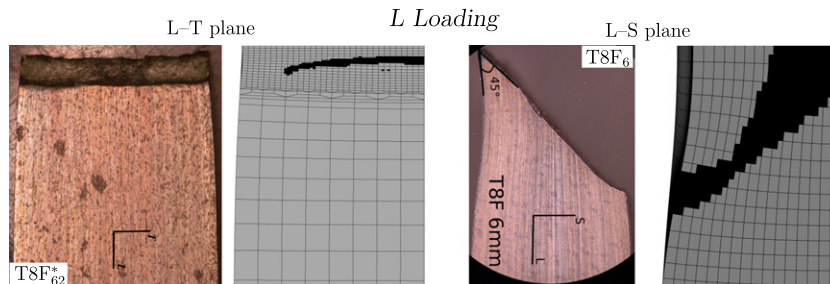 L Loading
L–T plane
L–S plane
T8F₆
45°
T8F 6mm
S
L
T8F*₆₂